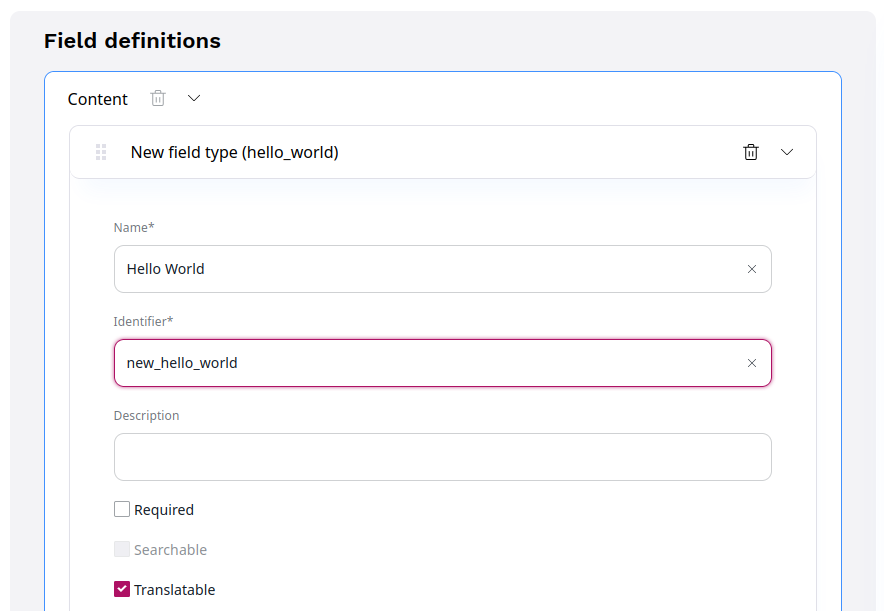 Field definitions
Content
New field type (hello_world)
Name*
Hello World
Identifier*
new_hello_world
Description
Required
Searchable
Translatable